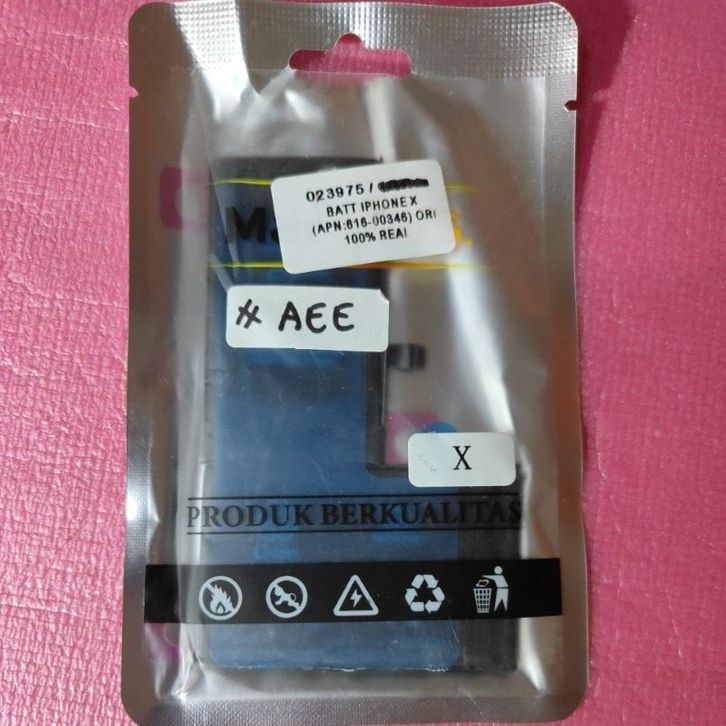 023975 /
BATT IPHONE X
(APN:616-00346) ORI
100% REAl
# AEE
X
PRODUK BERKUALITAS